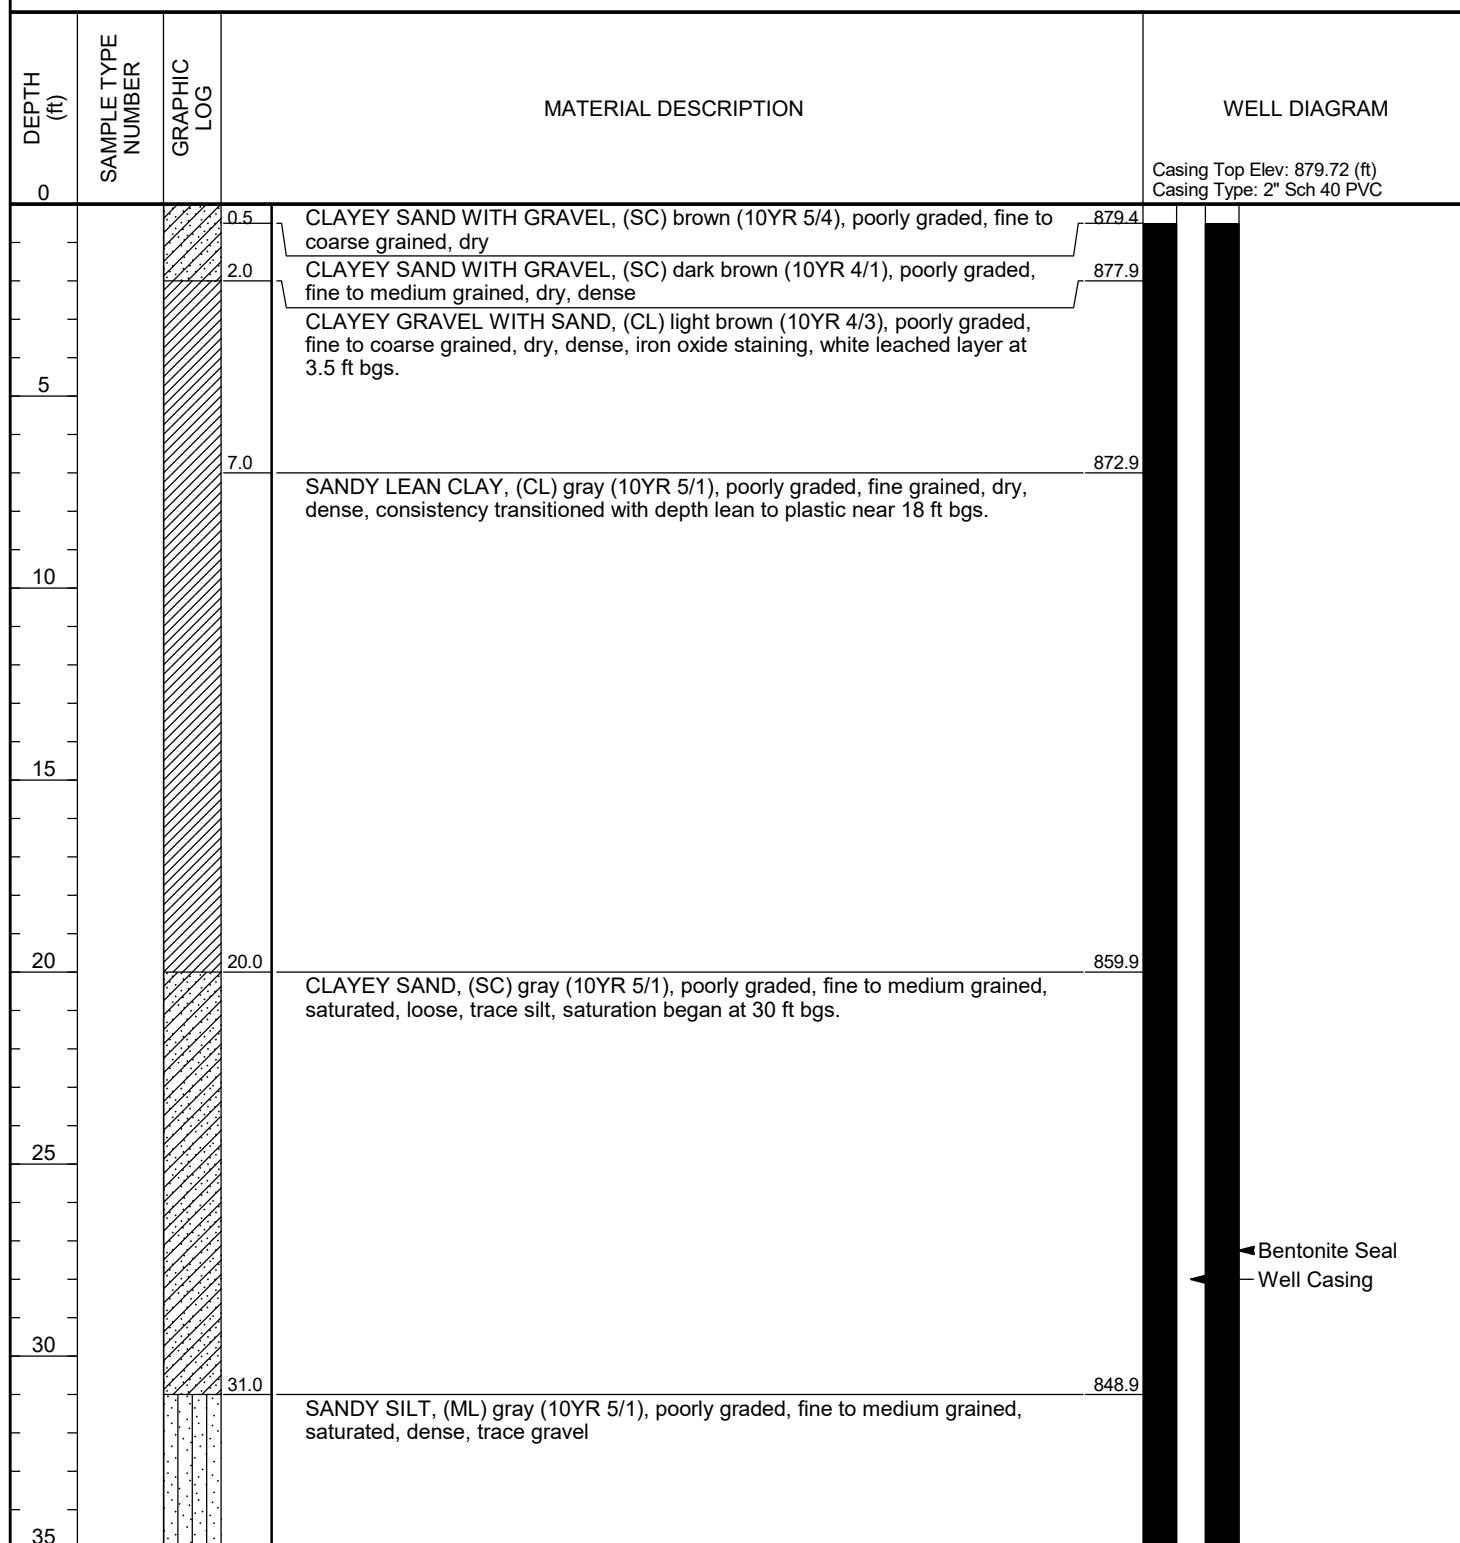 DEPTH
(ft)
SAMPLE TYPE
NUMBER
GRAPHIC
LOG
MATERIAL DESCRIPTION
WELL DIAGRAM
Casing Top Elev: 879.72 (ft)
Casing Type: 2" Sch 40 PVC
0
0.5 CLAYEY SAND WITH GRAVEL, (SC) brown (10YR 5/4), poorly graded, fine to 879.4
coarse grained, dry
2.0 CLAYEY SAND WITH GRAVEL, (SC) dark brown (10YR 4/1), poorly graded, 877.9
fine to medium grained, dry, dense
CLAYEY GRAVEL WITH SAND, (CL) light brown (10YR 4/3), poorly graded,
fine to coarse grained, dry, dense, iron oxide staining, white leached layer at
3.5 ft bgs.
5
7.0 872.9
SANDY LEAN CLAY, (CL) gray (10YR 5/1), poorly graded, fine grained, dry,
dense, consistency transitioned with depth lean to plastic near 18 ft bgs.
10
15
20 20.0 859.9
CLAYEY SAND, (SC) gray (10YR 5/1), poorly graded, fine to medium grained,
saturated, loose, trace silt, saturation began at 30 ft bgs.
25
Bentonite Seal
Well Casing
30
31.0 848.9
SANDY SILT, (ML) gray (10YR 5/1), poorly graded, fine to medium grained,
saturated, dense, trace gravel
35